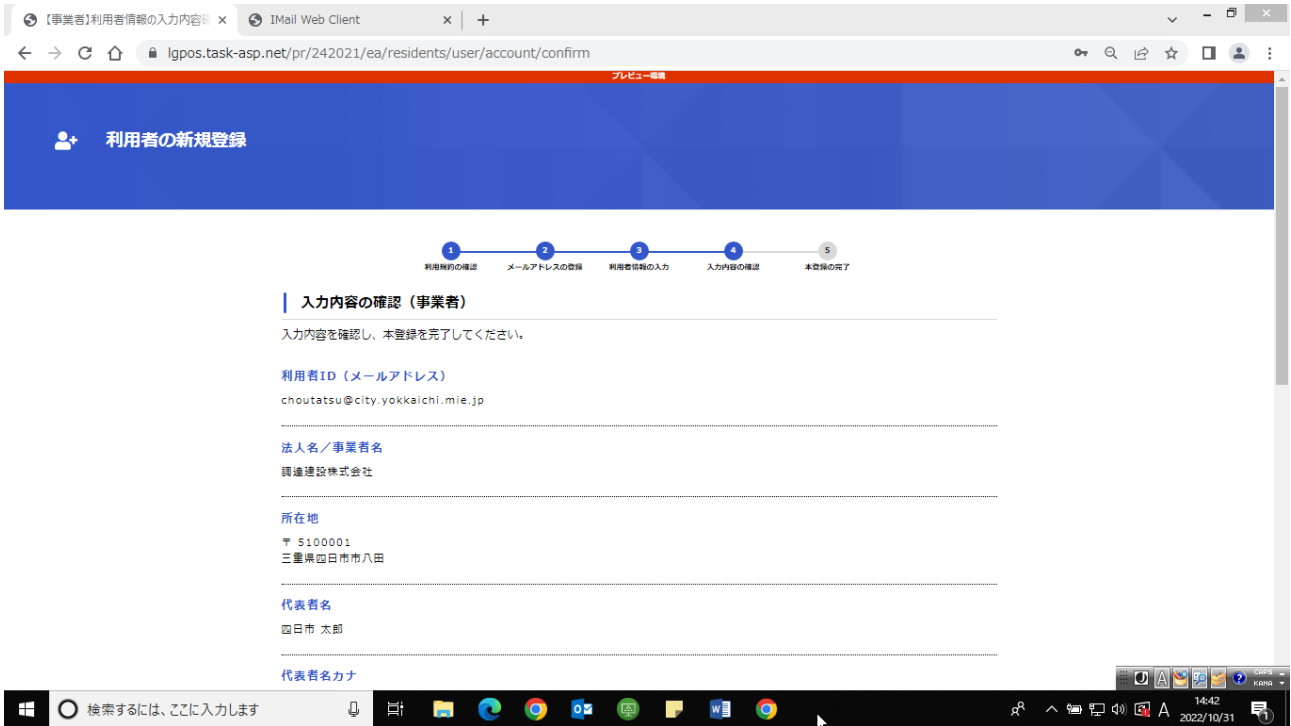 【事業者】利用者情報の入力内容確
IMail Web Client
lgpos.task-asp.net/pr/242021/ea/residents/user/account/confirm
プレビュー環境
利用者の新規登録
1 2 3 4 5
利用規約の確認 メールアドレスの登録 利用者情報の入力 入力内容の確認 本登録の完了
入力内容の確認（事業者）
入力内容を確認し、本登録を完了してください。
利用者ID（メールアドレス）
choutatsu@city.yokkaichi.mie.jp
法人名／事業者名
調達建設株式会社
所在地
〒 5100001
三重県四日市市八田
代表者名
四日市 太郎
代表者名カナ
A CAPS
KANA
検索するには、ここに入力します
A 14:42
2022/10/31
1